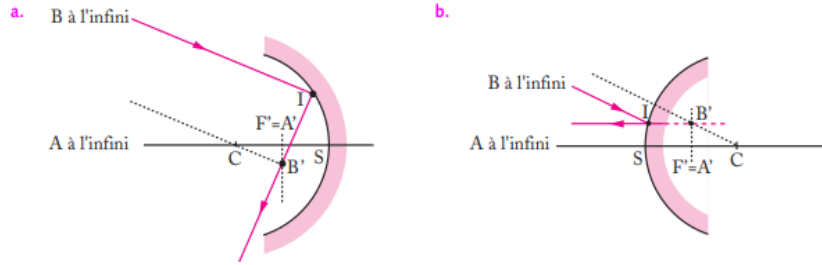 a.
B à l'infini
I
F'=A'
A à l'infini
C
B'
S
b.
B à l'infini
I
B'
A à l'infini
S
F'=A'
C